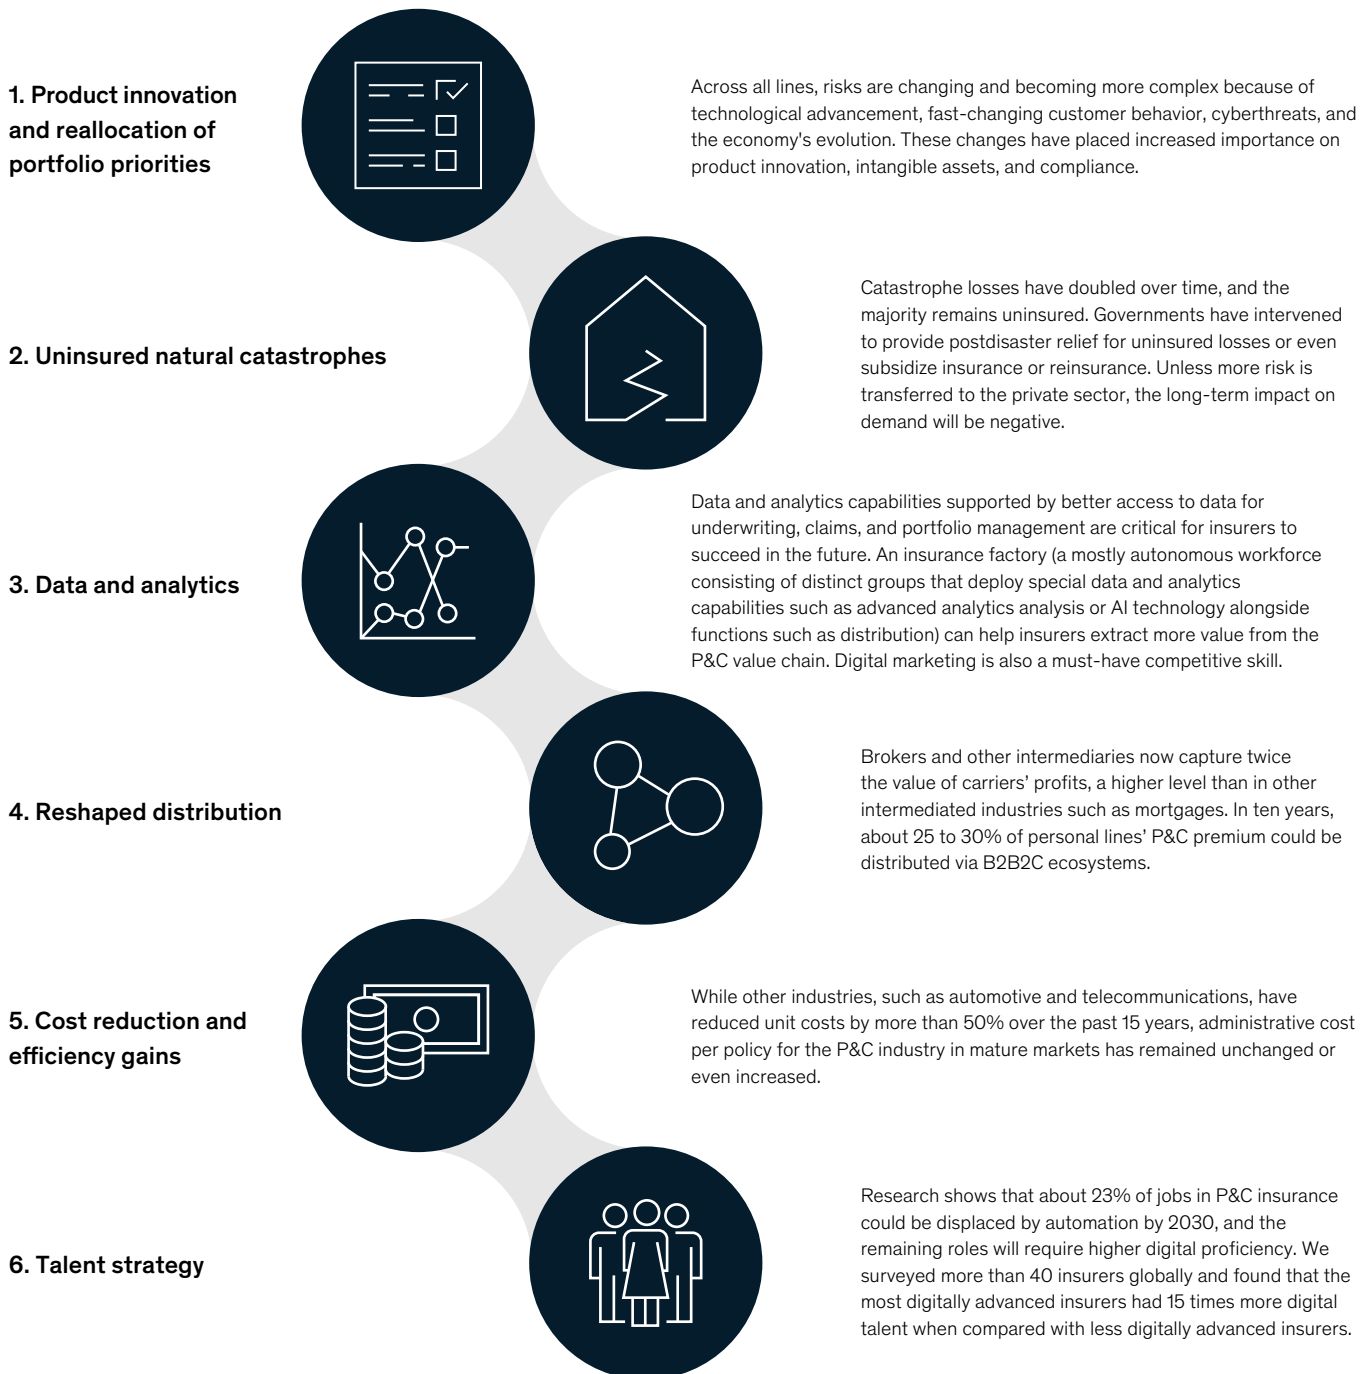 1. Product innovation
and reallocation of
portfolio priorities
Across all lines, risks are changing and becoming more complex because of
technological advancement, fast-changing customer behavior, cyberthreats, and
the economy's evolution. These changes have placed increased importance on
product innovation, intangible assets, and compliance.
2. Uninsured natural catastrophes
Catastrophe losses have doubled over time, and the
majority remains uninsured. Governments have intervened
to provide postdisaster relief for uninsured losses or even
subsidize insurance or reinsurance. Unless more risk is
transferred to the private sector, the long-term impact on
demand will be negative.
3. Data and analytics
Data and analytics capabilities supported by better access to data for
underwriting, claims, and portfolio management are critical for insurers to
succeed in the future. An insurance factory (a mostly autonomous workforce
consisting of distinct groups that deploy special data and analytics
capabilities such as advanced analytics analysis or AI technology alongside
functions such as distribution) can help insurers extract more value from the
P&C value chain. Digital marketing is also a must-have competitive skill.
4. Reshaped distribution
Brokers and other intermediaries now capture twice
the value of carriers’ profits, a higher level than in other
intermediated industries such as mortgages. In ten years,
about 25 to 30% of personal lines’ P&C premium could be
distributed via B2B2C ecosystems.
5. Cost reduction and
efficiency gains
While other industries, such as automotive and telecommunications, have
reduced unit costs by more than 50% over the past 15 years, administrative cost
per policy for the P&C industry in mature markets has remained unchanged or
even increased.
6. Talent strategy
Research shows that about 23% of jobs in P&C insurance
could be displaced by automation by 2030, and the
remaining roles will require higher digital proficiency. We
surveyed more than 40 insurers globally and found that the
most digitally advanced insurers had 15 times more digital
talent when compared with less digitally advanced insurers.